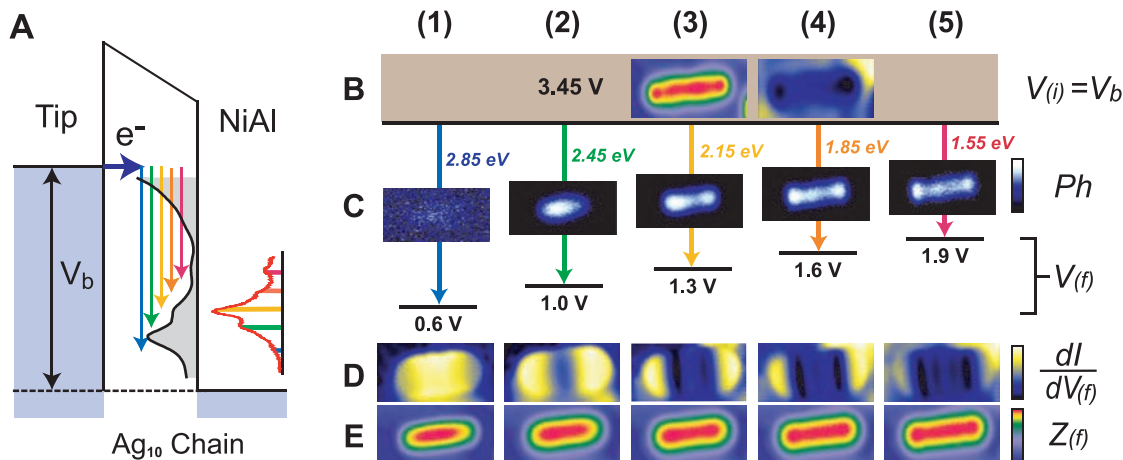 A
(1) (2) (3) (4) (5)
B
3.45 V
V(i) = Vb
Tip
e-
NiAl
2.85 eV
2.45 eV
2.15 eV
1.85 eV
1.55 eV
C
Ph
Vb
0.6 V
1.0 V
1.3 V
1.6 V
1.9 V
V(f)
D
dI
dV(f)
E
Z(f)
Ag10 Chain